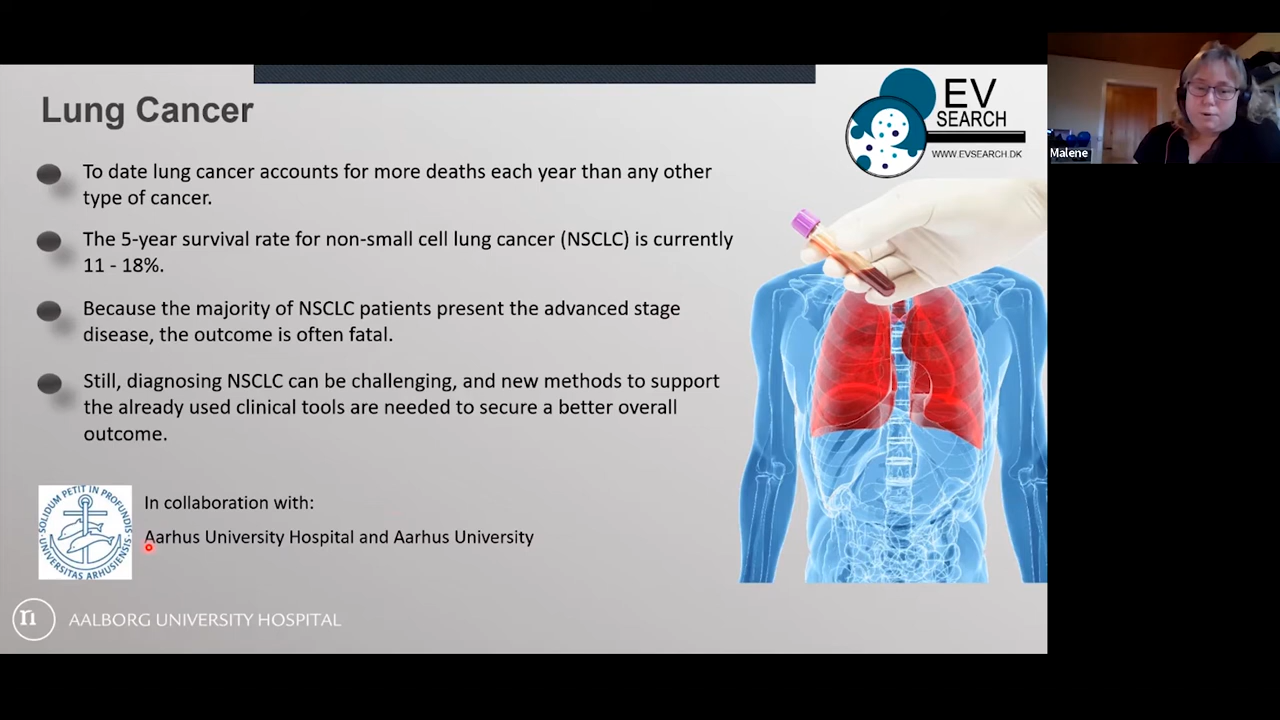 Lung Cancer
EV
SEARCH
WWW.EVSEARCH.DK
Malene
To date lung cancer accounts for more deaths each year than any other
type of cancer.
The 5-year survival rate for non-small cell lung cancer (NSCLC) is currently
11 - 18%.
Because the majority of NSCLC patients present the advanced stage
disease, the outcome is often fatal.
Still, diagnosing NSCLC can be challenging, and new methods to support
the already used clinical tools are needed to secure a better overall
outcome.
SOLIDUM PETIT IN PROFUNDIS
UNIVERSITAS ARHUSIENSIS
In collaboration with:
Aarhus University Hospital and Aarhus University
n
AALBORG UNIVERSITY HOSPITAL